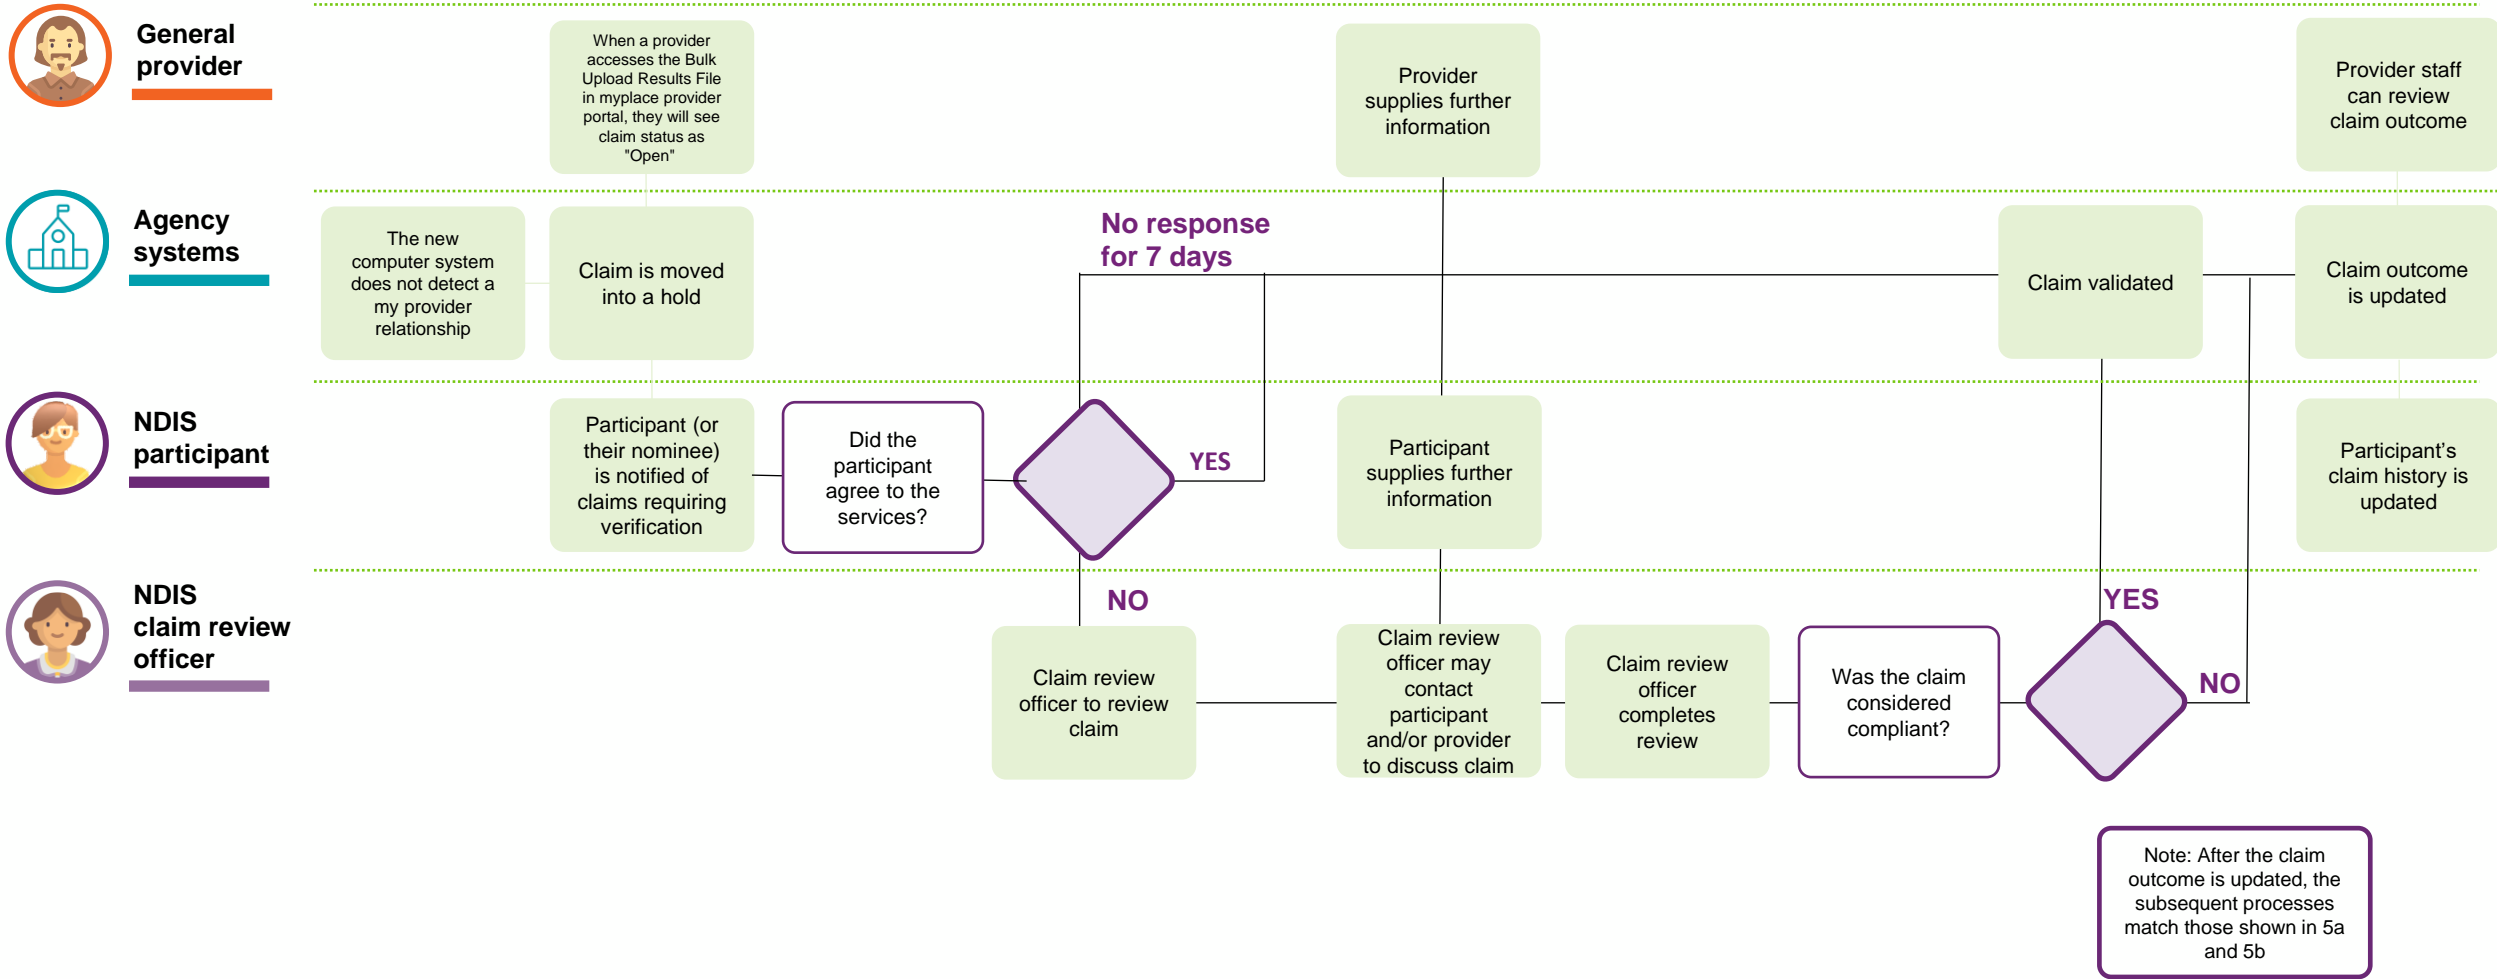 General
provider
When a provider
accesses the Bulk
Upload Results File
in myplace provider
portal, they will see
claim status as
"Open"
Provider
supplies further
information
Provider staff
can review
claim outcome
Agency
systems
The new
computer system
does not detect a
my provider
relationship
Claim is moved
into a hold
No response
for 7 days
Claim validated
Claim outcome
is updated
NDIS
participant
Participant (or
their nominee)
is notified of
claims requiring
verification
Did the
participant
agree to the
services?
YES
Participant
supplies further
information
Participant’s
claim history is
updated
NDIS
claim review
officer
NO
Claim review
officer to review
claim
Claim review
officer may
contact
participant
and/or provider
to discuss claim
Claim review
officer
completes
review
Was the claim
considered
compliant?
YES
NO
Note: After the claim
outcome is updated, the
subsequent processes
match those shown in 5a
and 5b